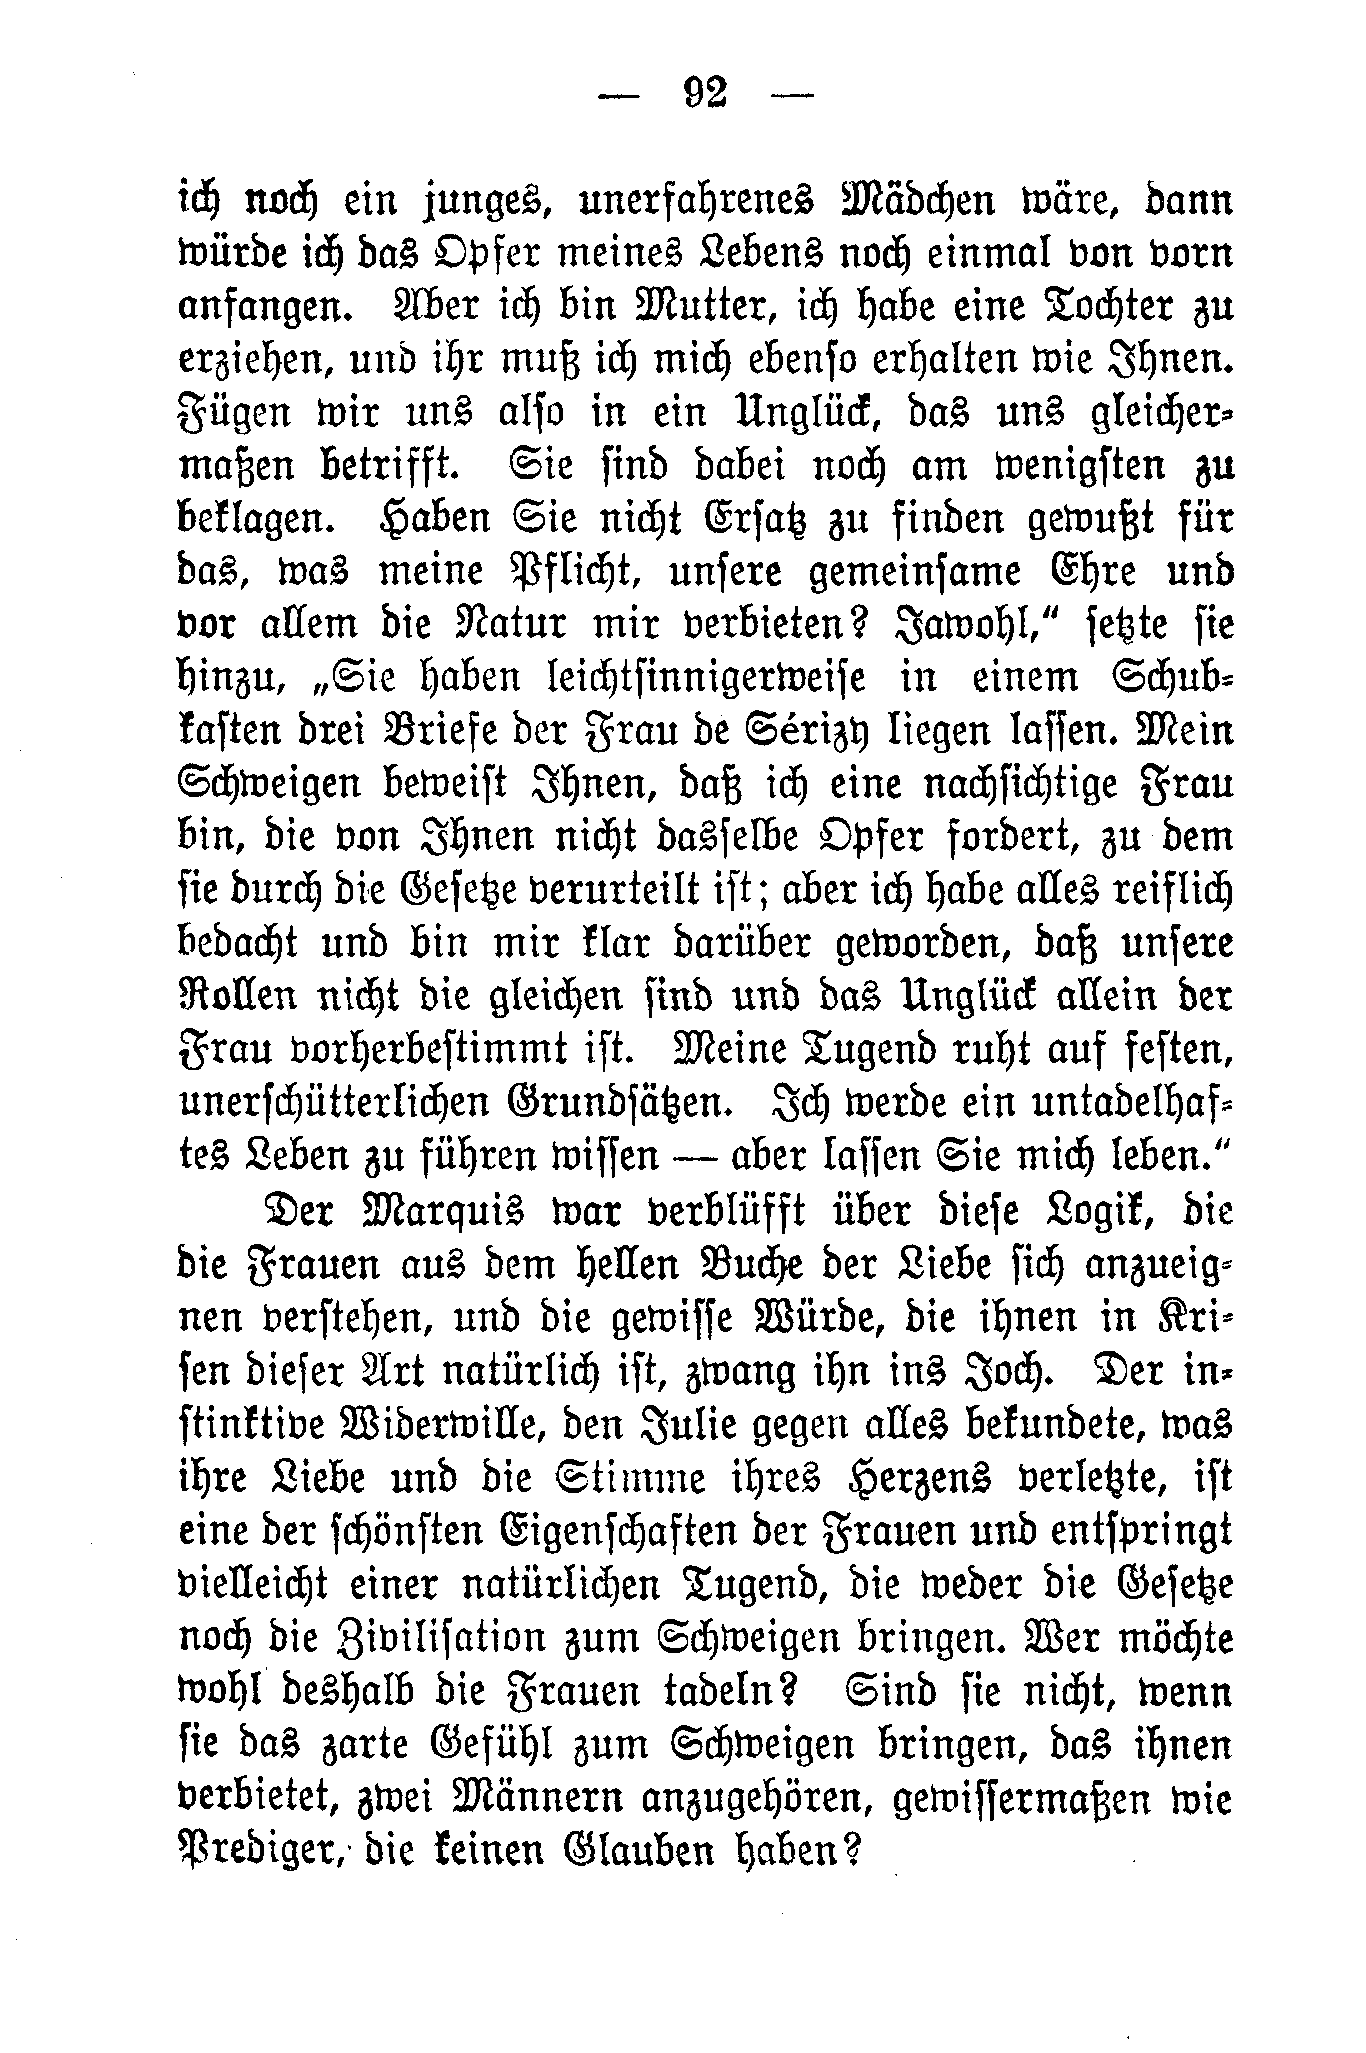 — 92 —
ich noch ein junges, unerfahrenes Mädchen wäre, dann
würde ich das Opfer meines Lebens noch einmal von vorn
anfangen. Aber ich bin Mutter, ich habe eine Tochter zu
erziehen, und ihr muß ich mich ebenso erhalten wie Ihnen.
Fügen wir uns also in ein Unglück, das uns gleicher-
maßen betrifft. Sie sind dabei noch am wenigsten zu
beklagen. Haben Sie nicht Ersatz zu finden gewußt für
das, was meine Pflicht, unsere gemeinsame Ehre und
vor allem die Natur mir verbieten? Jawohl,“ setzte sie
hinzu, „Sie haben leichtsinnigerweise in einem Schub-
kasten drei Briefe der Frau de Sérizy liegen lassen. Mein
Schweigen beweist Ihnen, daß ich eine nachsichtige Frau
bin, die von Ihnen nicht dasselbe Opfer fordert, zu dem
sie durch die Gesetze verurteilt ist; aber ich habe alles reiflich
bedacht und bin mir klar darüber geworden, daß unsere
Rollen nicht die gleichen sind und das Unglück allein der
Frau vorherbestimmt ist. Meine Tugend ruht auf festen,
unerschütterlichen Grundsätzen. Ich werde ein untadelhaf-
tes Leben zu führen wissen — aber lassen Sie mich leben.“
Der Marquis war verblüfft über diese Logik, die
die Frauen aus dem hellen Buche der Liebe sich anzueig-
nen verstehen, und die gewisse Würde, die ihnen in Kri-
sen dieser Art natürlich ist, zwang ihn ins Joch. Der in-
stinktive Widerwille, den Julie gegen alles bekundete, was
ihre Liebe und die Stimme ihres Herzens verletzte, ist
eine der schönsten Eigenschaften der Frauen und entspringt
vielleicht einer natürlichen Tugend, die weder die Gesetze
noch die Zivilisation zum Schweigen bringen. Wer möchte
wohl deshalb die Frauen tadeln? Sind sie nicht, wenn
sie das zarte Gefühl zum Schweigen bringen, das ihnen
verbietet, zwei Männern anzugehören, gewissermaßen wie
Prediger, die keinen Glauben haben?